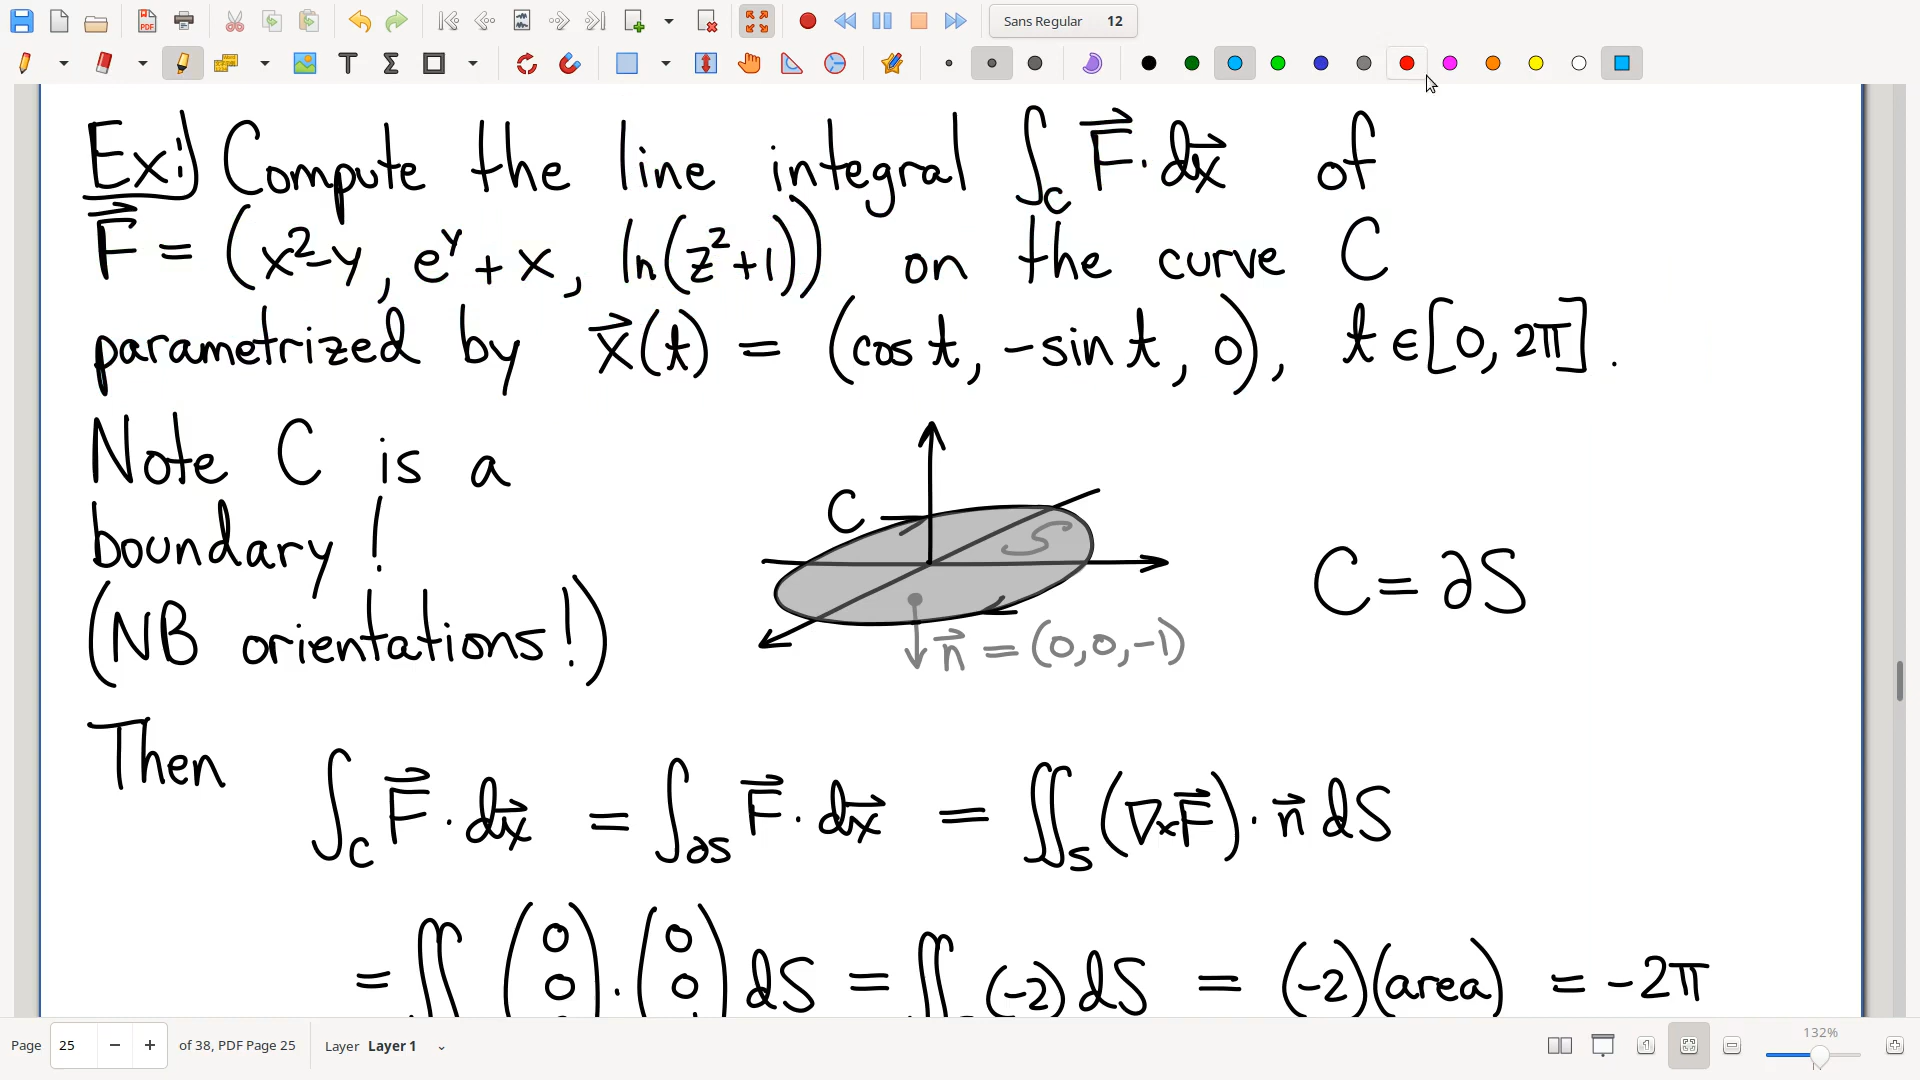 Sans Regular 12
Ex: Compute the line integral ∫_C F⃗ · dx⃗ of
F⃗ = (x²-y, e^y + x, ln(z²+1)) on the curve C
parametrized by x⃗(t) = (cos t, -sin t, 0), t ∈ [0, 2π].
Note C is a
boundary!
(NB orientations!)
C
S
n⃗ = (0,0,-1)
C = ∂S
Then ∫_C F⃗ · dx⃗ = ∫_∂S F⃗ · dx⃗ = ∬_S (∇×F⃗) · n⃗ dS
= ∬ (0 0 · (0 0 dS = ∬ (-2) dS = (-2)(area) = -2π
Page 25 of 38, PDF Page 25 Layer Layer 1 132%